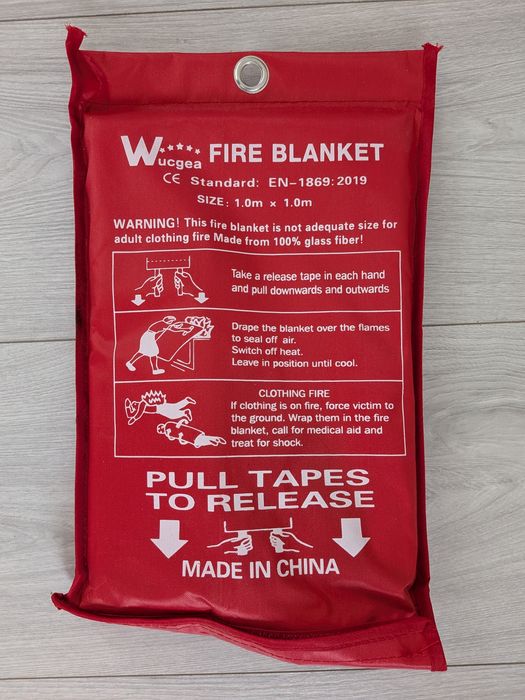 Wucgea FIRE BLANKET
CE Standard: EN-1869:2019
SIZE: 1.0m × 1.0m
WARNING! This fire blanket is not adequate size for
adult clothing fire Made from 100% glass fiber!
Take a release tape in each hand
and pull downwards and outwards
Drape the blanket over the flames
to seal off air.
Switch off heat.
Leave in position until cool.
CLOTHING FIRE
If clothing is on fire, force victim to
the ground. Wrap them in the fire
blanket, call for medical aid and
treat for shock.
PULL TAPES
TO RELEASE
MADE IN CHINA